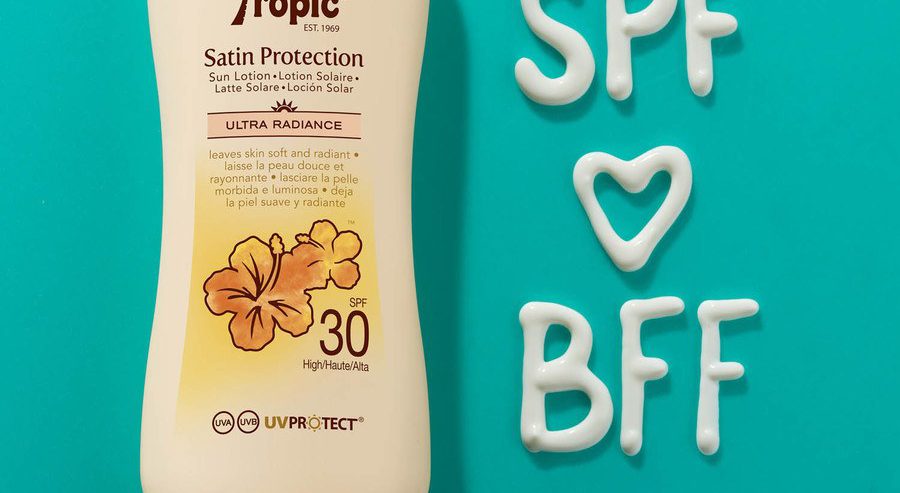 Tropic
EST. 1969
Satin Protection
Sun Lotion • Lotion Solaire •
Latte Solare • Loción Solar
ULTRA RADIANCE
leaves skin soft and radiant •
laisse la peau douce et
rayonnante • lasciare la pelle
morbida e luminosa • deja
la piel suave y radiante
™
SPF
30
High/Haute/Alta
UVA UVB UVPROTECT®
SPF
BFF